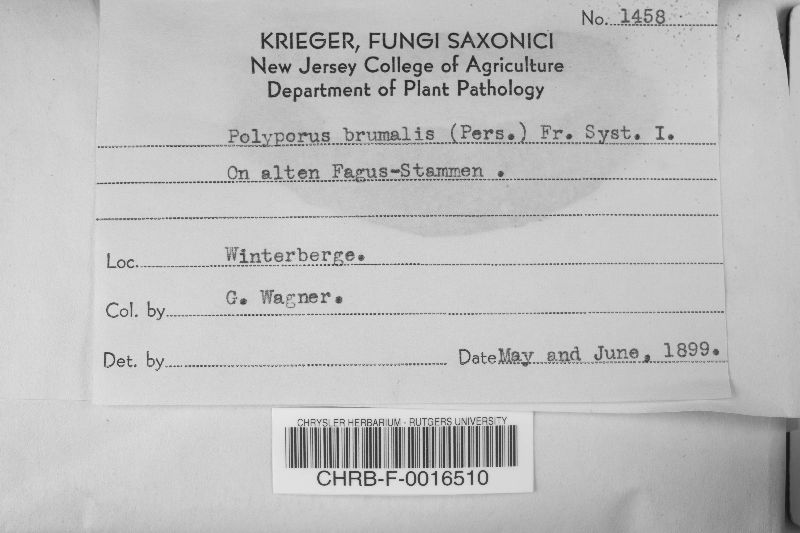 No. 1458
KRIEGER, FUNGI SAXONICI
New Jersey College of Agriculture
Department of Plant Pathology
Polyporus brumalis (Pers.) Fr. Syst. I.
On alten Fagus-Stammen .
Loc. Winterberge.
Col. by G. Wagner.
Det. by
Date May and June, 1899.
CHRYSLER HERBARIUM - RUTGERS UNIVERSITY
CHRB-F-0016510